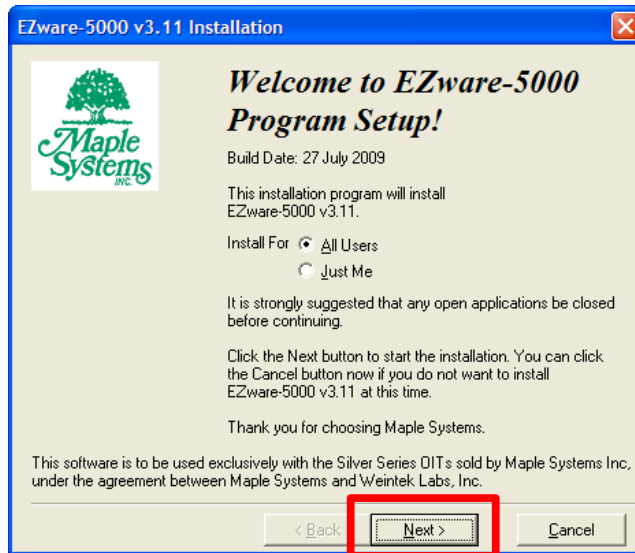 EZware-5000 v3.11 Installation
Maple
Systems
INC.
Welcome to EZware-5000
Program Setup!
Build Date: 27 July 2009
This installation program will install
EZware-5000 v3.11.
Install For All Users
Just Me
It is strongly suggested that any open applications be closed
before continuing.
Click the Next button to start the installation. You can click
the Cancel button now if you do not want to install
EZware-5000 v3.11 at this time.
Thank you for choosing Maple Systems.
This software is to be used exclusively with the Silver Series OITs sold by Maple Systems Inc,
under the agreement between Maple Systems and Weintek Labs, Inc.
< Back Next > Cancel